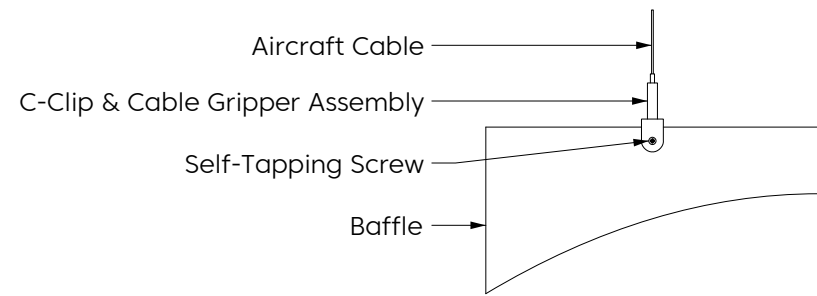 Aircraft Cable
C-Clip & Cable Gripper Assembly
Self-Tapping Screw
Baffle